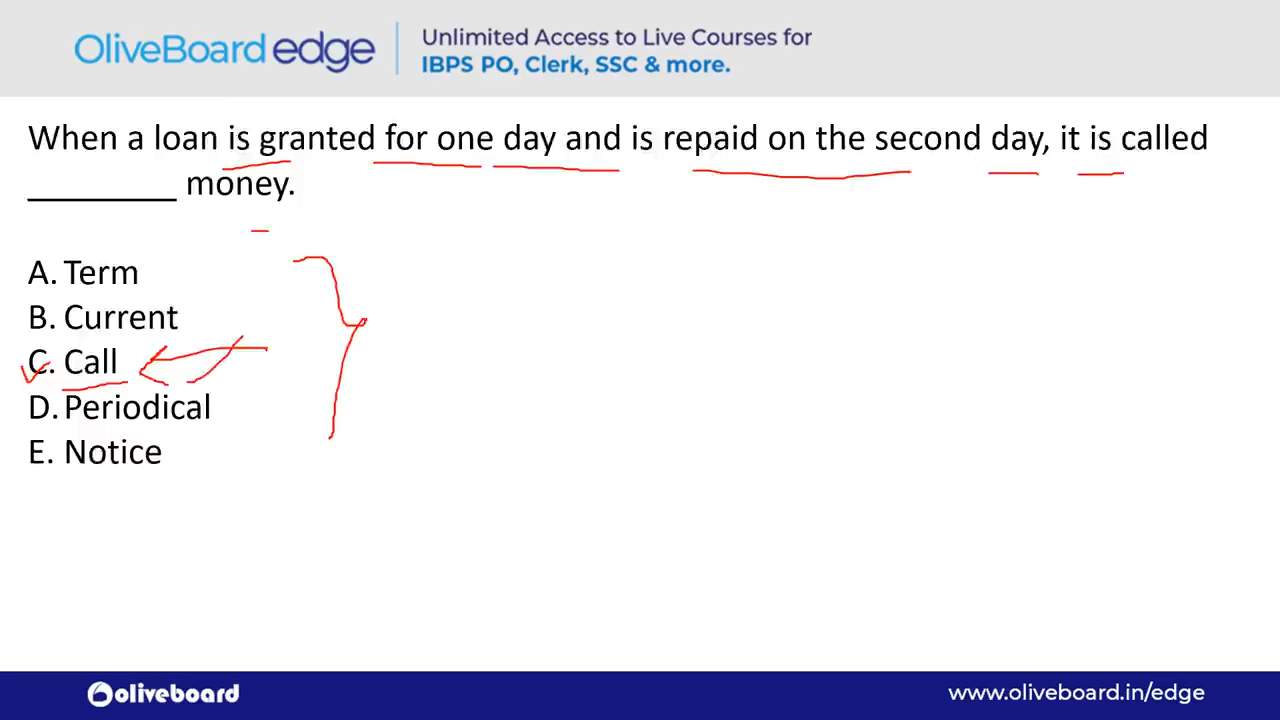 OliveBoard edge
Unlimited Access to Live Courses for
IBPS PO, Clerk, SSC & more.
When a loan is granted for one day and is repaid on the second day, it is called
________ money.
A. Term
B. Current
C. Call
D. Periodical
E. Notice
oliveboard
www.oliveboard.in/edge